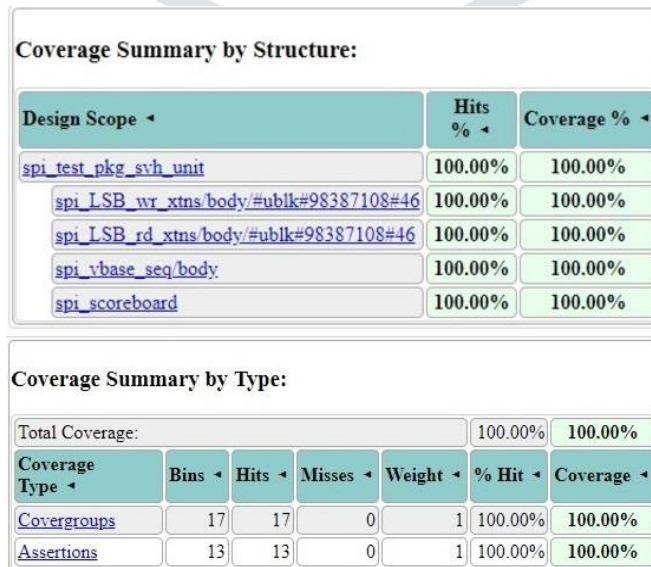 Coverage Summary by Structure:
Design Scope ◄ Hits % ◄ Coverage % ◄
spi_test_pkg_svh_unit 100.00% 100.00%
spi_LSB_wr_xtns/body/#ublk#98387108#46 100.00% 100.00%
spi_LSB_rd_xtns/body/#ublk#98387108#46 100.00% 100.00%
spi_vbase_seq/body 100.00% 100.00%
spi_scoreboard 100.00% 100.00%
Coverage Summary by Type:
Total Coverage: 100.00% 100.00%
Coverage Type ◄ Bins ◄ Hits ◄ Misses ◄ Weight ◄ % Hit ◄ Coverage ◄
Covergroups 17 17 0 1 100.00% 100.00%
Assertions 13 13 0 1 100.00% 100.00%